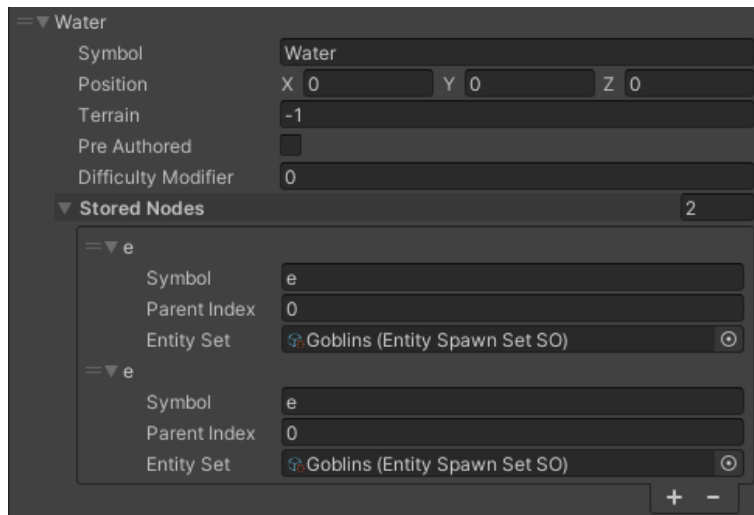 Water
Symbol Water
Position X 0 Y 0 Z 0
Terrain -1
Pre Authored
Difficulty Modifier 0
Stored Nodes 2
e
Symbol e
Parent Index 0
Entity Set Goblins (Entity Spawn Set SO)
e
Symbol e
Parent Index 0
Entity Set Goblins (Entity Spawn Set SO)
+ -